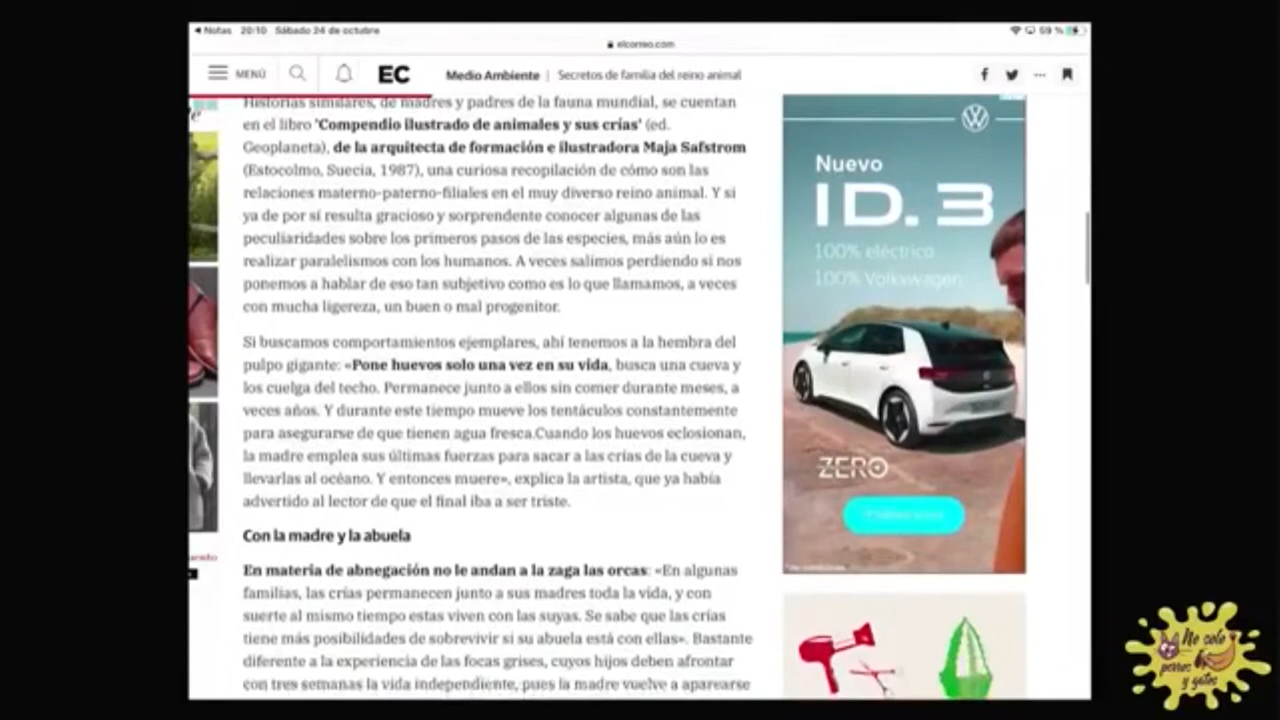 Notas 20:10 Sábado 24 de octubre
59 %
elcorreo.com
MENÚ
EC
Medio Ambiente | Secretos de familia del reino animal
Historias similares, de madres y padres de la fauna mundial, se cuentan
en el libro 'Compendio ilustrado de animales y sus crías' (ed.
Geoplaneta), de la arquitecta de formación e ilustradora Maja Safstrom
(Estocolmo, Suecia, 1987), una curiosa recopilación de cómo son las
relaciones materno-paterno-filiales en el muy diverso reino animal. Y si
ya de por sí resulta gracioso y sorprendente conocer algunas de las
peculiaridades sobre los primeros pasos de las especies, más aún lo es
realizar paralelismos con los humanos. A veces salimos perdiendo si nos
ponemos a hablar de eso tan subjetivo como es lo que llamamos, a veces
con mucha ligereza, un buen o mal progenitor.
Si buscamos comportamientos ejemplares, ahí tenemos a la hembra del
pulpo gigante: «Pone huevos solo una vez en su vida, busca una cueva y
los cuelga del techo. Permanece junto a ellos sin comer durante meses, a
veces años. Y durante este tiempo mueve los tentáculos constantemente
para asegurarse de que tienen agua fresca.Cuando los huevos eclosionan,
la madre emplea sus últimas fuerzas para sacar a las crías de la cueva y
llevarlas al océano. Y entonces muere», explica la artista, que ya había
advertido al lector de que el final iba a ser triste.
Con la madre y la abuela
En materia de abnegación no le andan a la zaga las orcas: «En algunas
familias, las crías permanecen junto a sus madres toda la vida, y con
suerte al mismo tiempo estas viven con las suyas. Se sabe que las crías
tiene más posibilidades de sobrevivir si su abuela está con ellas». Bastante
diferente a la experiencia de las focas grises, cuyos hijos deben afrontar
con tres semanas la vida independiente, pues la madre vuelve a aparearse
Nuevo
ID.3
100% eléctrico
100% Volkswagen
ZERO
No solo
perros
y gatos